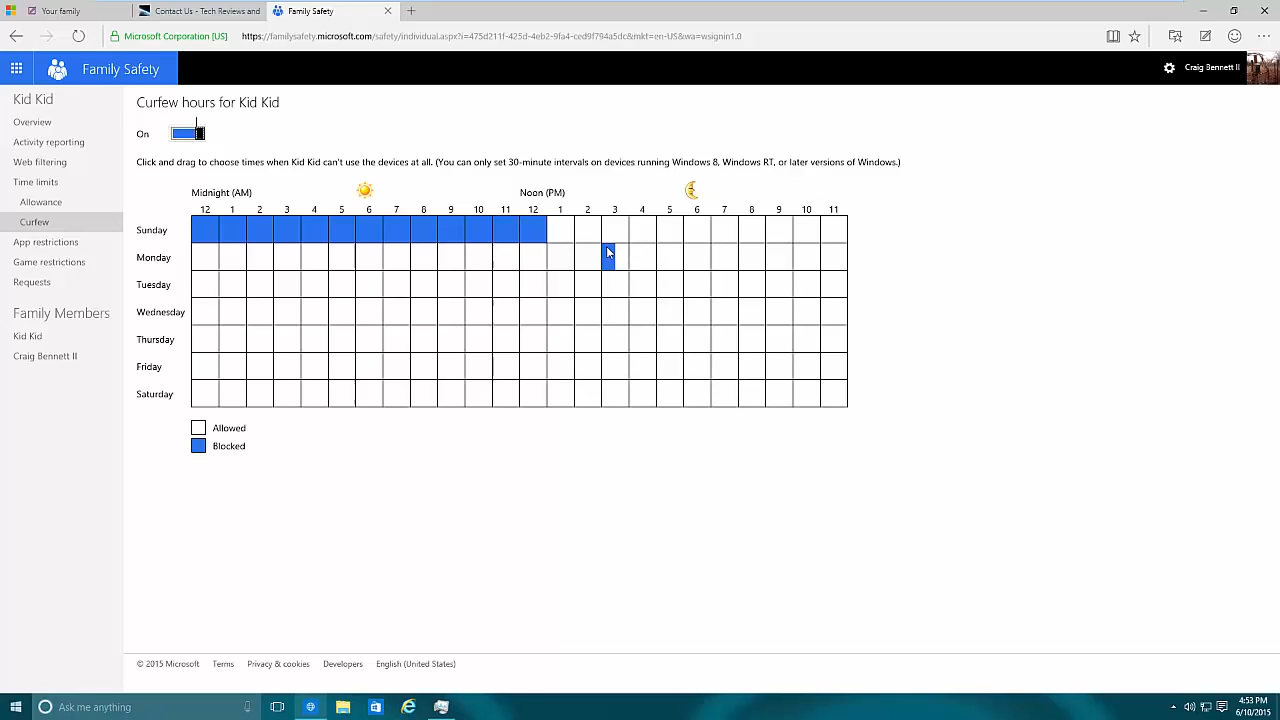 Your family
Contact Us - Tech Reviews and
Family Safety
Microsoft Corporation [US]
https://familysafety.microsoft.com/safety/individual.aspx?i=475d211f-425d-4eb2-9fa4-ced9f794a5dc&mkt=en-US&wa=wsignin1.0
Family Safety
Craig Bennett II
Kid Kid
Overview
Activity reporting
Web filtering
Time limits
Allowance
Curfew
App restrictions
Game restrictions
Requests
Family Members
Kid Kid
Craig Bennett II
Curfew hours for Kid Kid
On
Click and drag to choose times when Kid Kid can't use the devices at all. (You can only set 30-minute intervals on devices running Windows 8, Windows RT, or later versions of Windows.)
Midnight (AM) Noon (PM)
12 1 2 3 4 5 6 7 8 9 10 11 12 1 2 3 4 5 6 7 8 9 10 11
Sunday
Monday
Tuesday
Wednesday
Thursday
Friday
Saturday
Allowed
Blocked
© 2015 Microsoft Terms Privacy & cookies Developers English (United States)
Ask me anything
4:53 PM
6/10/2015